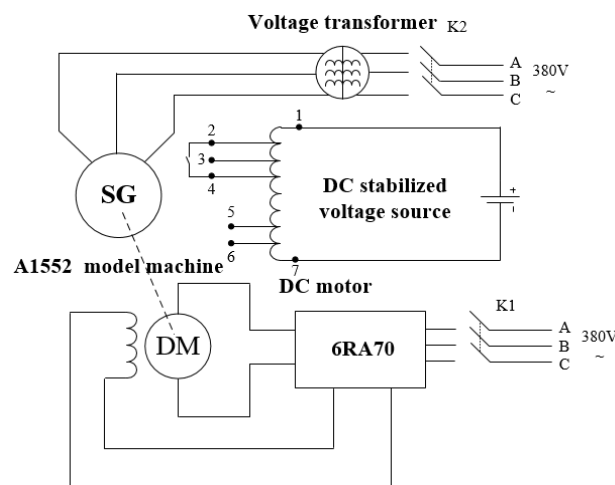 Voltage transformer K2
A
B
C
380V
~
1
2
3
4
5
6
7
SG
DC stabilized
voltage source
+
-
A1552 model machine
DC motor
DM
6RA70
K1
A
B
C
380V
~